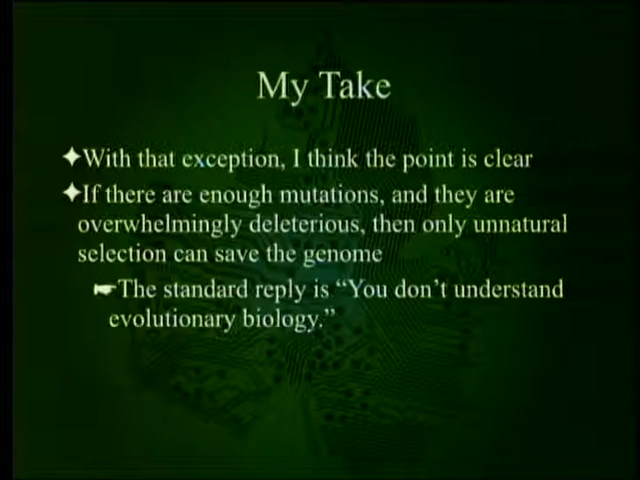 My Take
With that exception, I think the point is clear
If there are enough mutations, and they are
overwhelmingly deleterious, then only unnatural
selection can save the genome
The standard reply is “You don’t understand
evolutionary biology.”